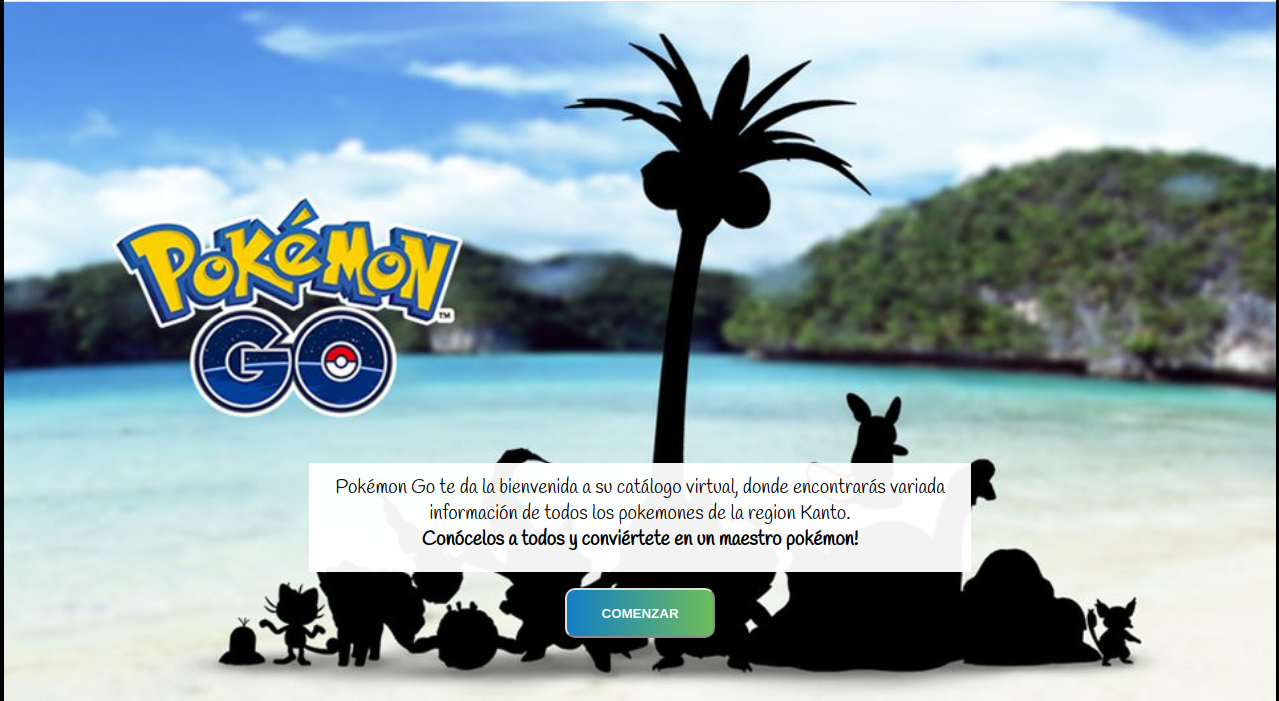 POKÉMON
GO
Pokémon Go te da la bienvenida a su catálogo virtual, donde encontrarás variada
información de todos los pokemones de la region Kanto.
Conócelos a todos y conviértete en un maestro pokémon!
COMENZAR